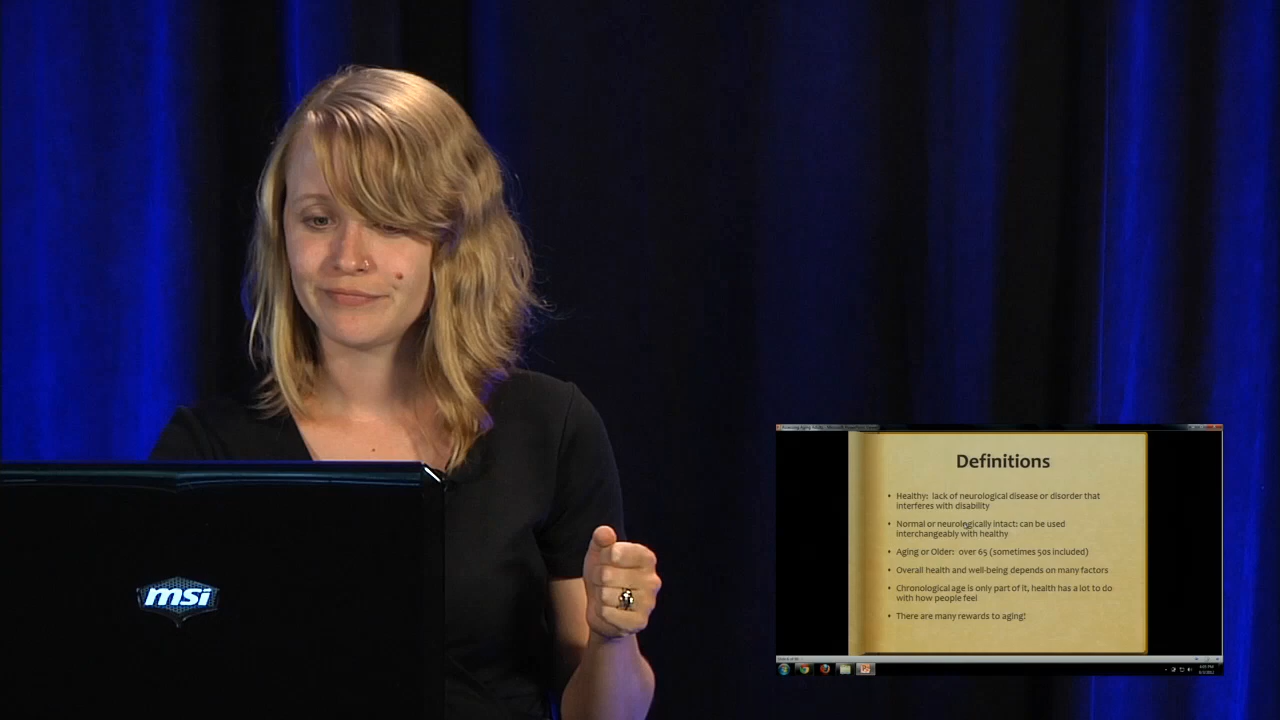 msi
Definitions
• Healthy: lack of neurological disease or disorder that
interferes with disability
• Normal or neurologically intact: can be used
interchangeably with healthy
• Aging or Older: over 65 (sometimes 50s included)
• Overall health and well-being depends on many factors
• Chronological age is only part of it, health has a lot to do
with how people feel
• There are many rewards to aging!